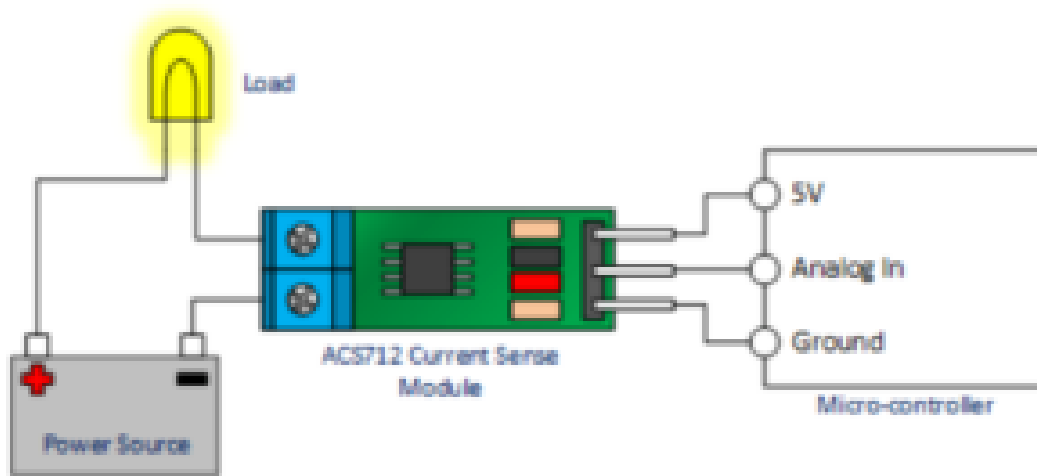 Load
5V
Analog In
Ground
ACS712 Current Sense
Module
Micro-controller
Power Source